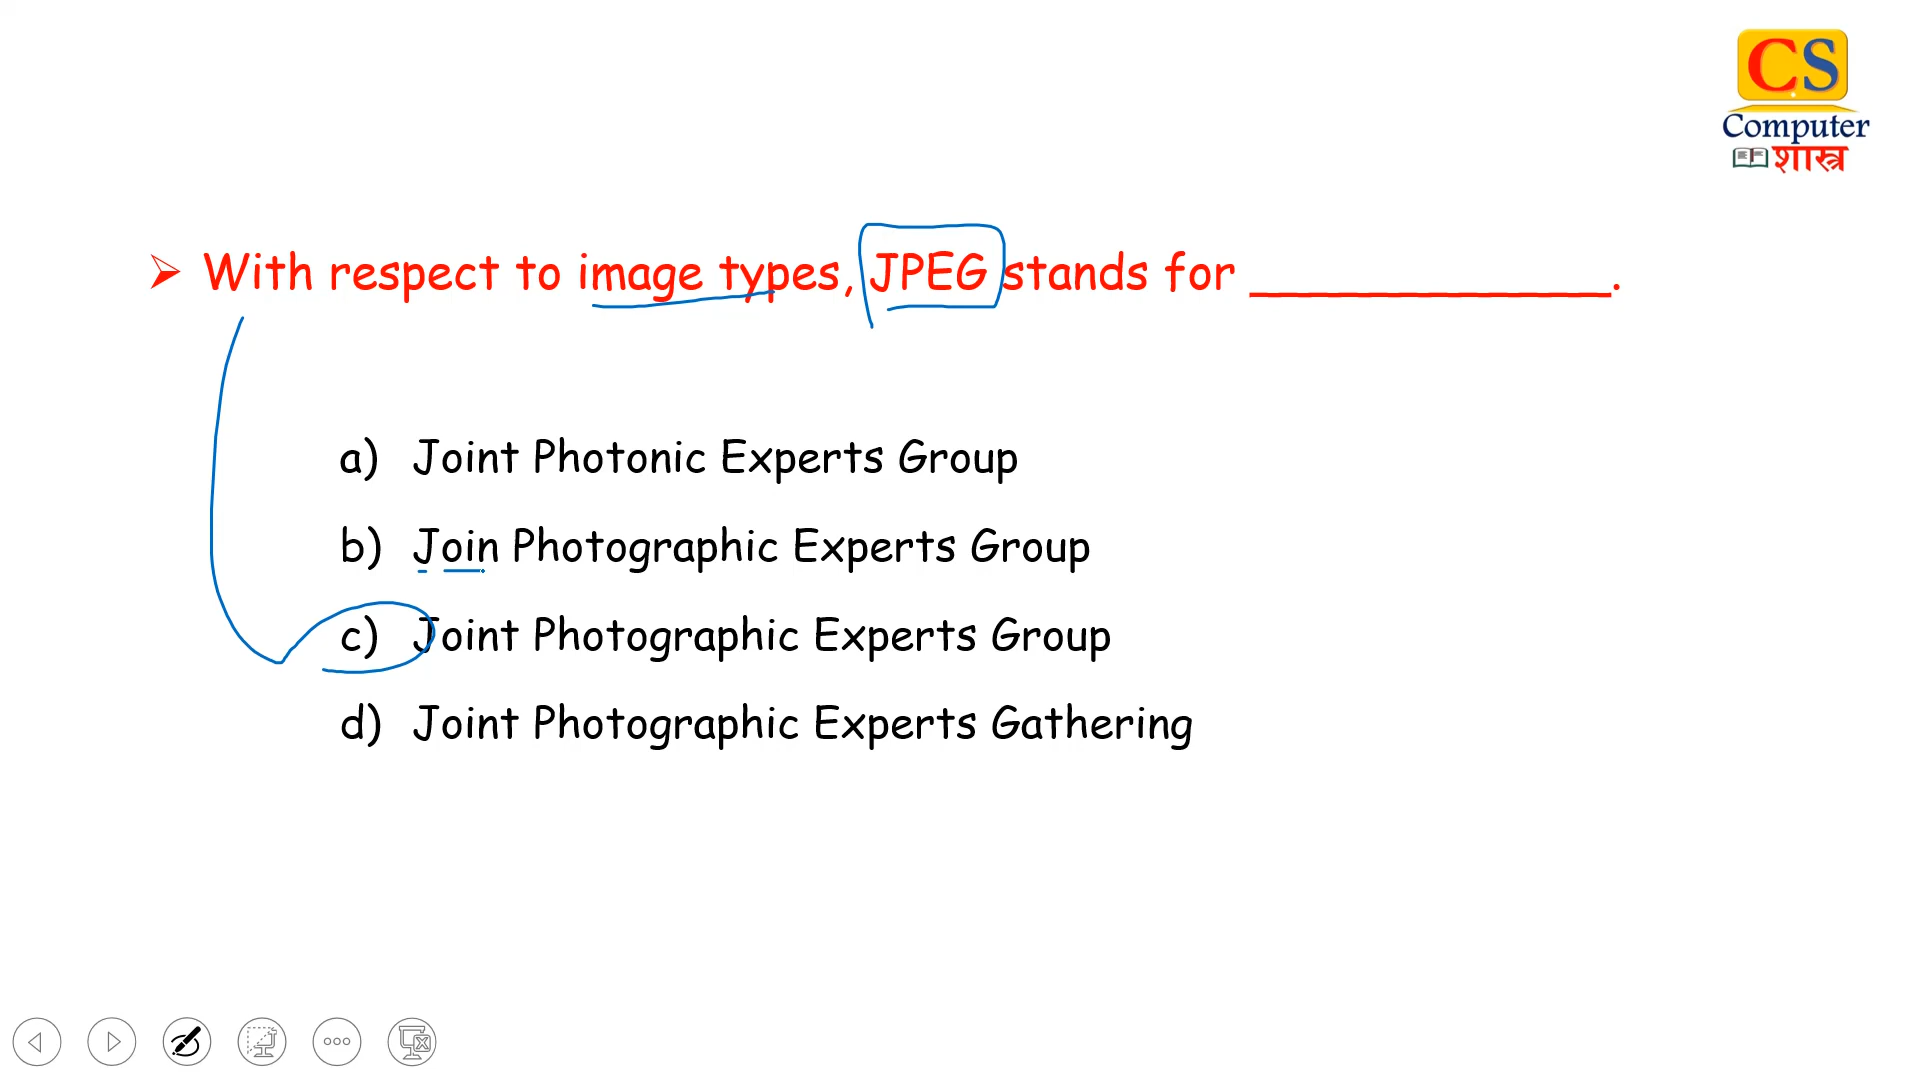 CS
Computer
शास्त्र
➢ With respect to image types, JPEG stands for _______________.
a) Joint Photonic Experts Group
b) Join Photographic Experts Group
c) Joint Photographic Experts Group
d) Joint Photographic Experts Gathering